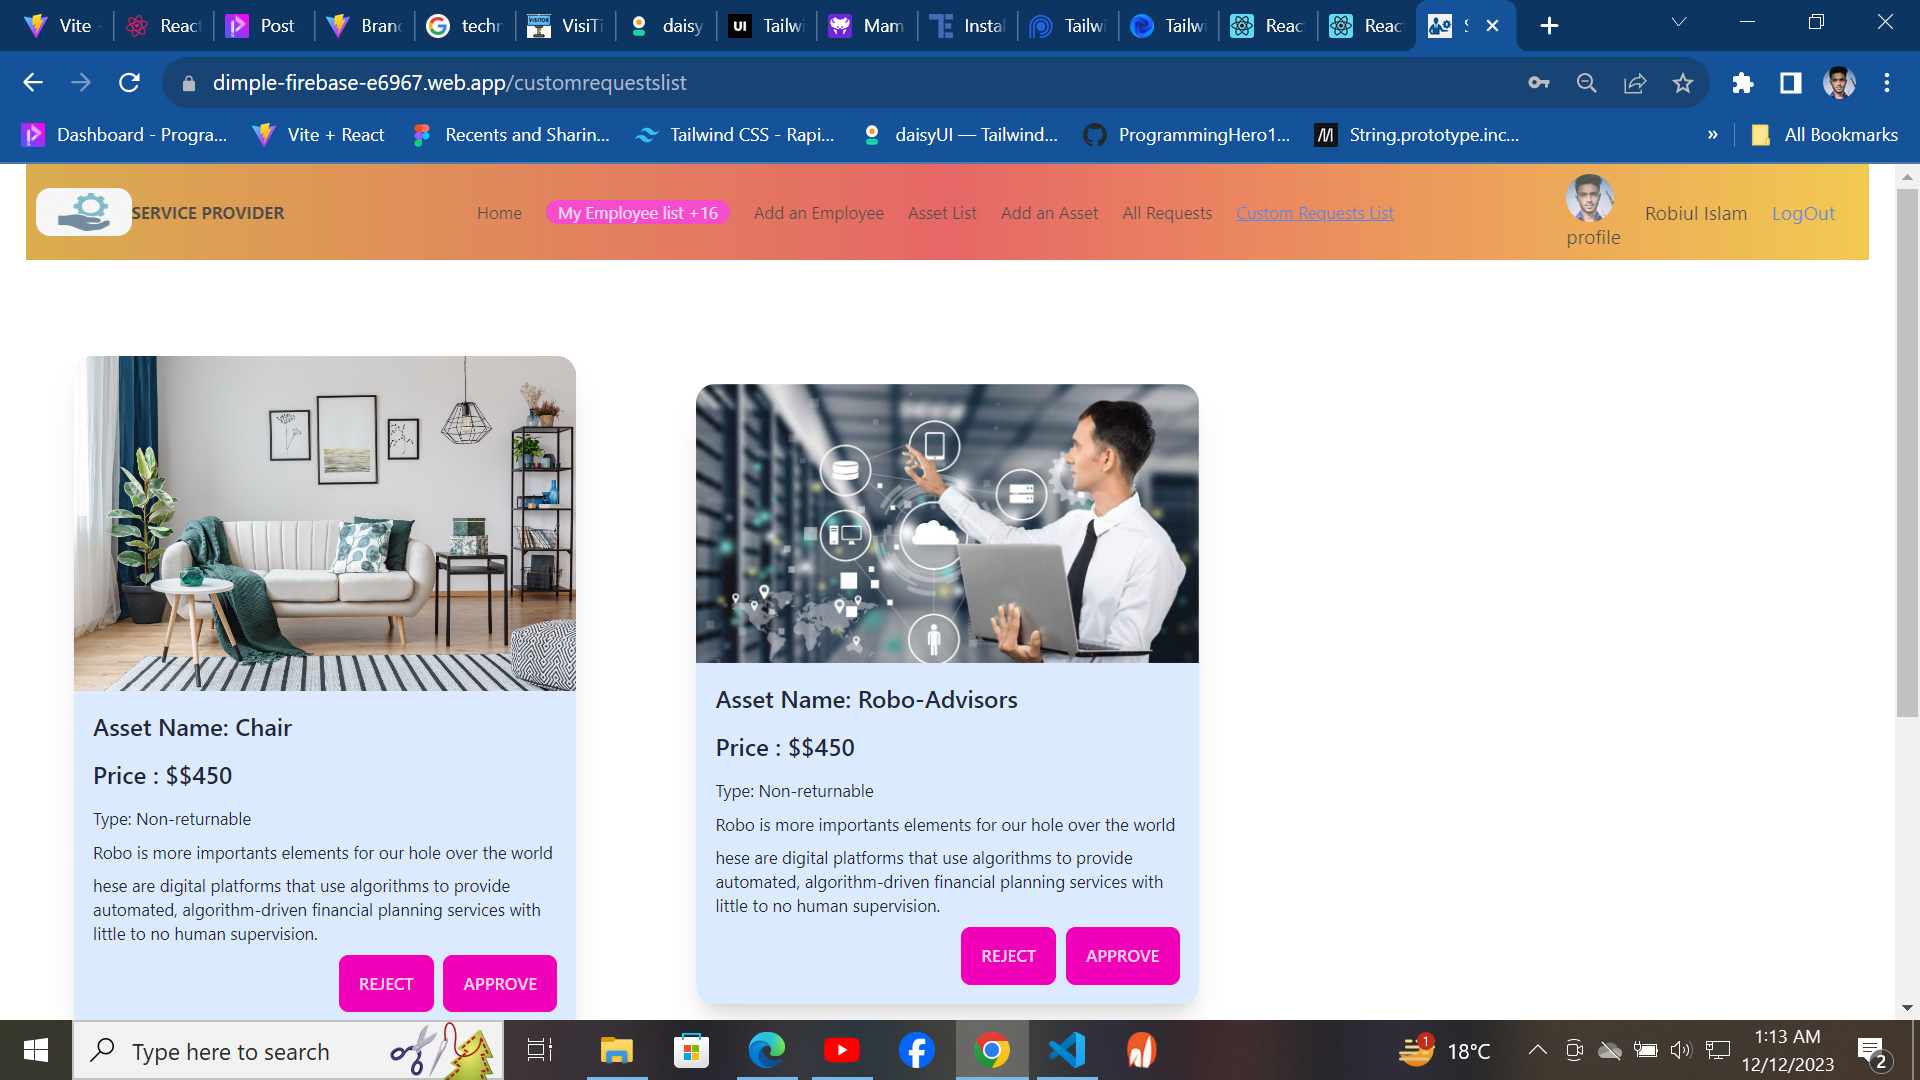 Vite
React
Post
Bran
techn
VisiTi
daisy
UI
Tailwi
Mam
Instal
Tailwi
Tailwi
React
React
dimple-firebase-e6967.web.app/customrequestslist
Dashboard - Progra...
Vite + React
Recents and Sharin...
Tailwind CSS - Rapi...
daisyUI — Tailwind...
ProgrammingHero1...
String.prototype.inc...
»
All Bookmarks
SERVICE PROVIDER
Home
My Employee list +16
Add an Employee
Asset List
Add an Asset
All Requests
Custom Requests List
profile
Robiul Islam
LogOut
Asset Name: Chair
Price : $$450
Type: Non-returnable
Robo is more importants elements for our hole over the world
hese are digital platforms that use algorithms to provide
automated, algorithm-driven financial planning services with
little to no human supervision.
REJECT
APPROVE
Asset Name: Robo-Advisors
Price : $$450
Type: Non-returnable
Robo is more importants elements for our hole over the world
hese are digital platforms that use algorithms to provide
automated, algorithm-driven financial planning services with
little to no human supervision.
REJECT
APPROVE
Type here to search
1
18°C
1:13 AM
12/12/2023
2